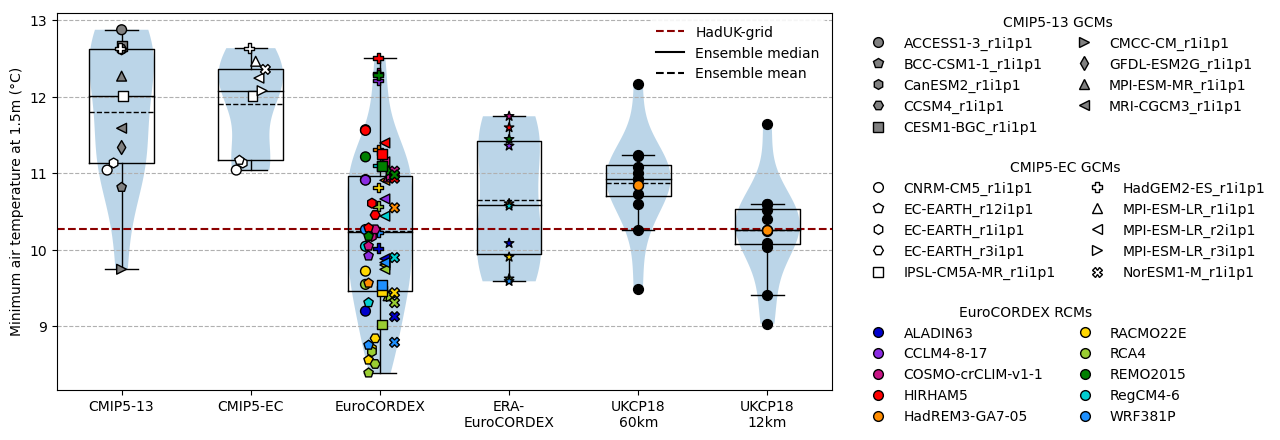 Minimum air temperature at 1.5m (°C)
13
12
11
10
9
HadUK-grid
Ensemble median
Ensemble mean
CMIP5-13
CMIP5-EC
EuroCORDEX
ERA-
EuroCORDEX
UKCP18
60km
UKCP18
12km
CMIP5-13 GCMs
ACCESS1-3_r1i1p1
BCC-CSM1-1_r1i1p1
CanESM2_r1i1p1
CCSM4_r1i1p1
CESM1-BGC_r1i1p1
CMCC-CM_r1i1p1
GFDL-ESM2G_r1i1p1
MPI-ESM-MR_r1i1p1
MRI-CGCM3_r1i1p1
CMIP5-EC GCMs
CNRM-CM5_r1i1p1
EC-EARTH_r12i1p1
EC-EARTH_r1i1p1
EC-EARTH_r3i1p1
IPSL-CM5A-MR_r1i1p1
HadGEM2-ES_r1i1p1
MPI-ESM-LR_r1i1p1
MPI-ESM-LR_r2i1p1
MPI-ESM-LR_r3i1p1
NorESM1-M_r1i1p1
EuroCORDEX RCMs
ALADIN63
CCLM4-8-17
COSMO-crCLIM-v1-1
HIRHAM5
HadREM3-GA7-05
RACMO22E
RCA4
REMO2015
RegCM4-6
WRF381P